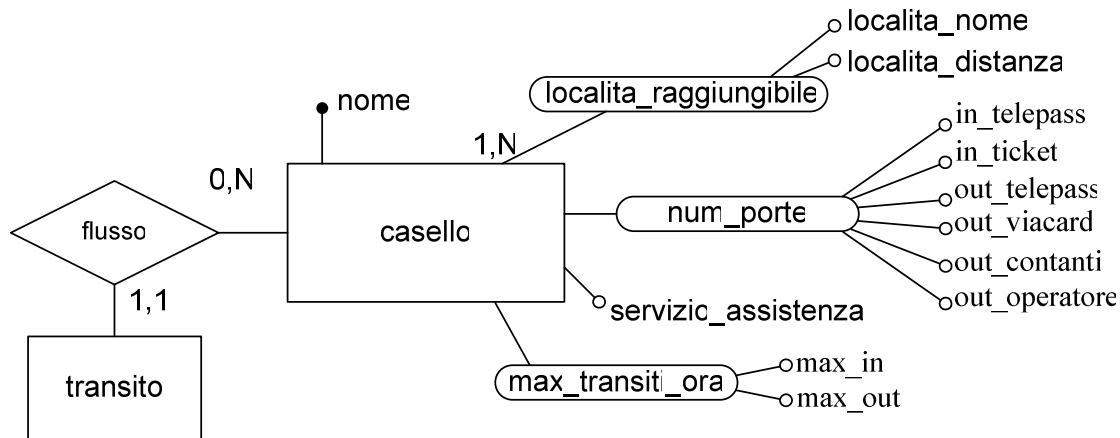 localita_nome
localita_distanza
localita_raggiungibile
nome
1,N
in_telepass
in_ticket
out_telepass
out_viacard
out_contanti
out_operatore
num_porte
0,N
flusso
casello
1,1
servizio_assistenza
transito
max_transiti_ora
max_in
max_out